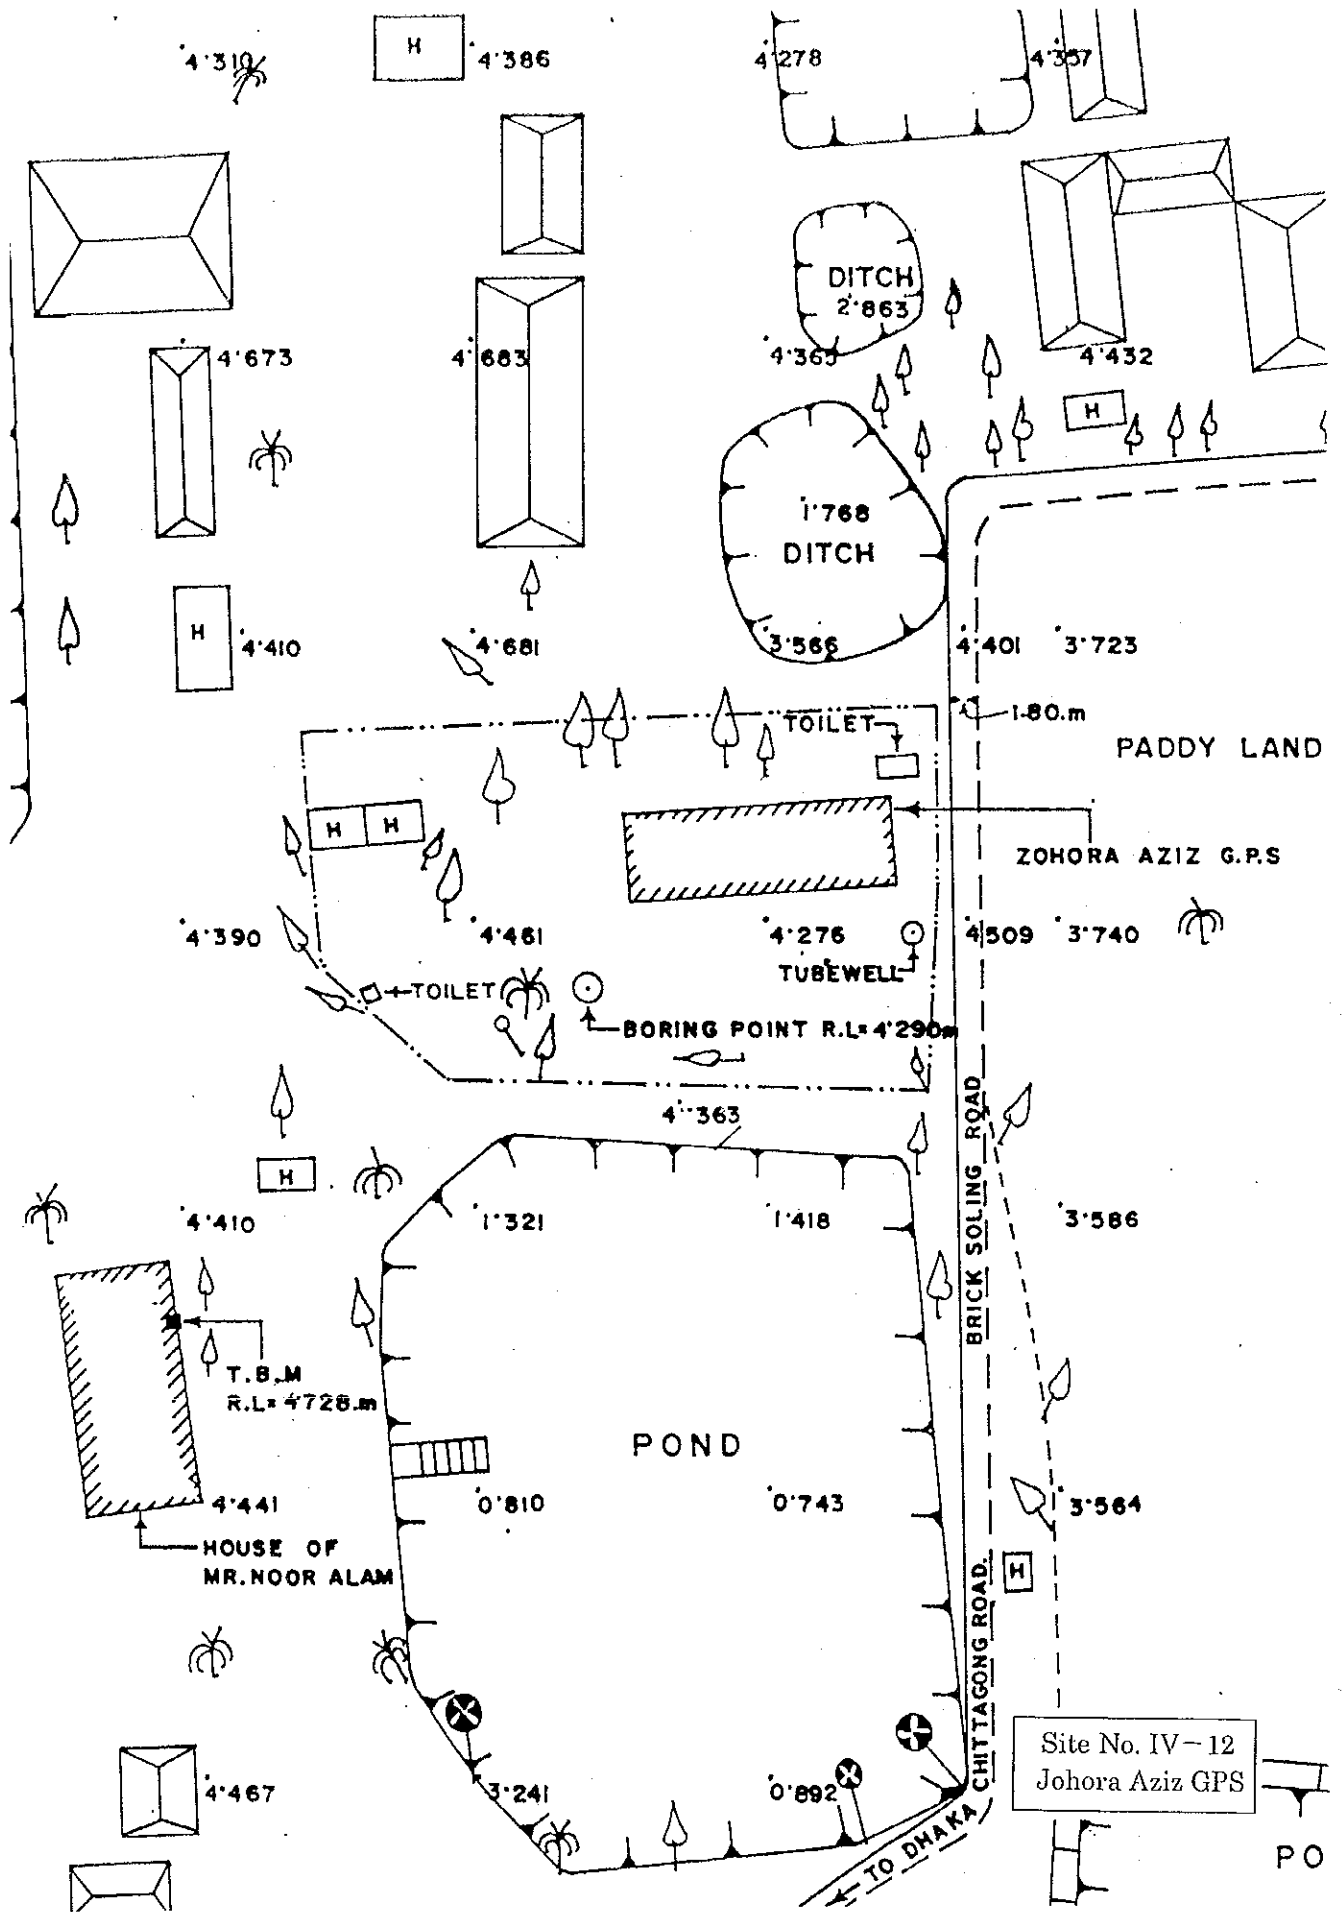 4·310
H
4·386
4·278
4·357
DITCH
2·863
4·673
4·683
4·365
4·432
H
1·768
DITCH
H
4·410
4·681
3·566
4·401
3·723
1·80.m
TOILET
PADDY LAND
H H
ZOHORA AZIZ G.P.S
4·390
4·461
4·276
4·509
3·740
TUBEWELL
TOILET
BORING POINT R.L= 4·290m
4·363
H
4·410
1·321
1·418
3·586
BRICK SOLING ROAD
T.B.M
R.L= 4·728.m
POND
4·441
0·810
0·743
3·564
HOUSE OF
MR.NOOR ALAM
H
CHITTAGONG ROAD.
Site No. IV-12
Johora Aziz GPS
4·467
3·241
0·892
TO DHAKA
PO